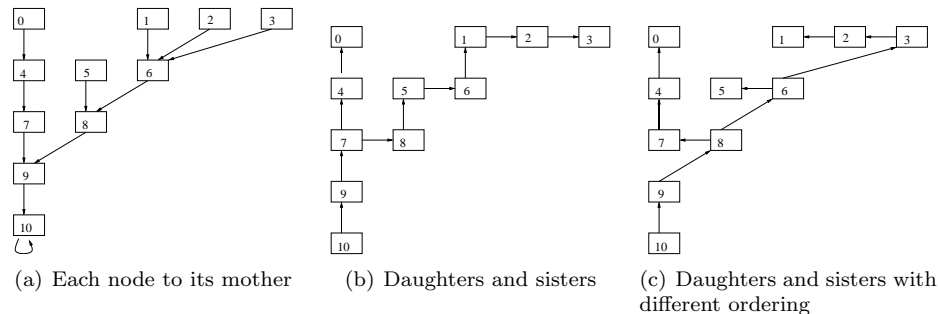 0 1 2 3 0 1 2 3 0 1 2 3
4 5 6 4 5 6 4 5 6
7 8 7 8 7 8
9 9 9
10 10 10
(a) Each node to its mother
(b) Daughters and sisters
(c) Daughters and sisters with
different ordering